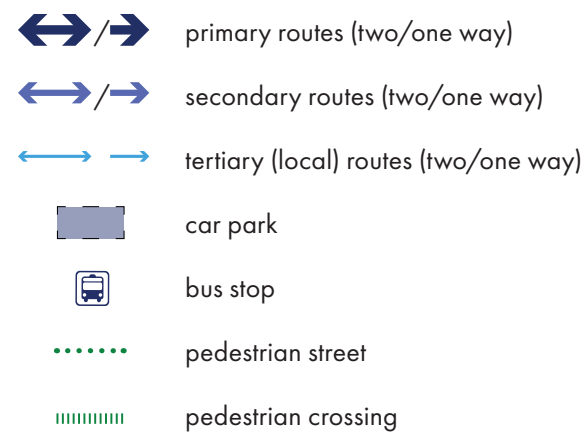 / primary routes (two/one way)
/ secondary routes (two/one way)
tertiary (local) routes (two/one way)
car park
bus stop
pedestrian street
pedestrian crossing